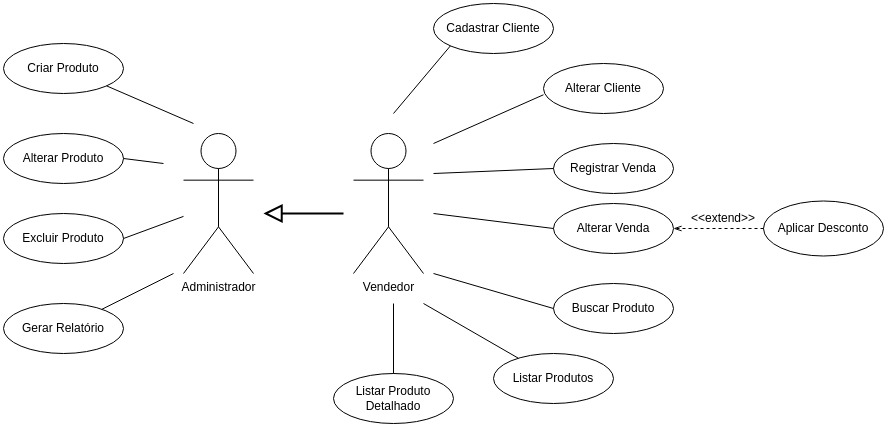 Cadastrar Cliente
Criar Produto
Alterar Cliente
Alterar Produto
Registrar Venda
<<extend>>
Excluir Produto
Alterar Venda
Aplicar Desconto
Administrador
Vendedor
Buscar Produto
Gerar Relatório
Listar Produtos
Listar Produto
Detalhado